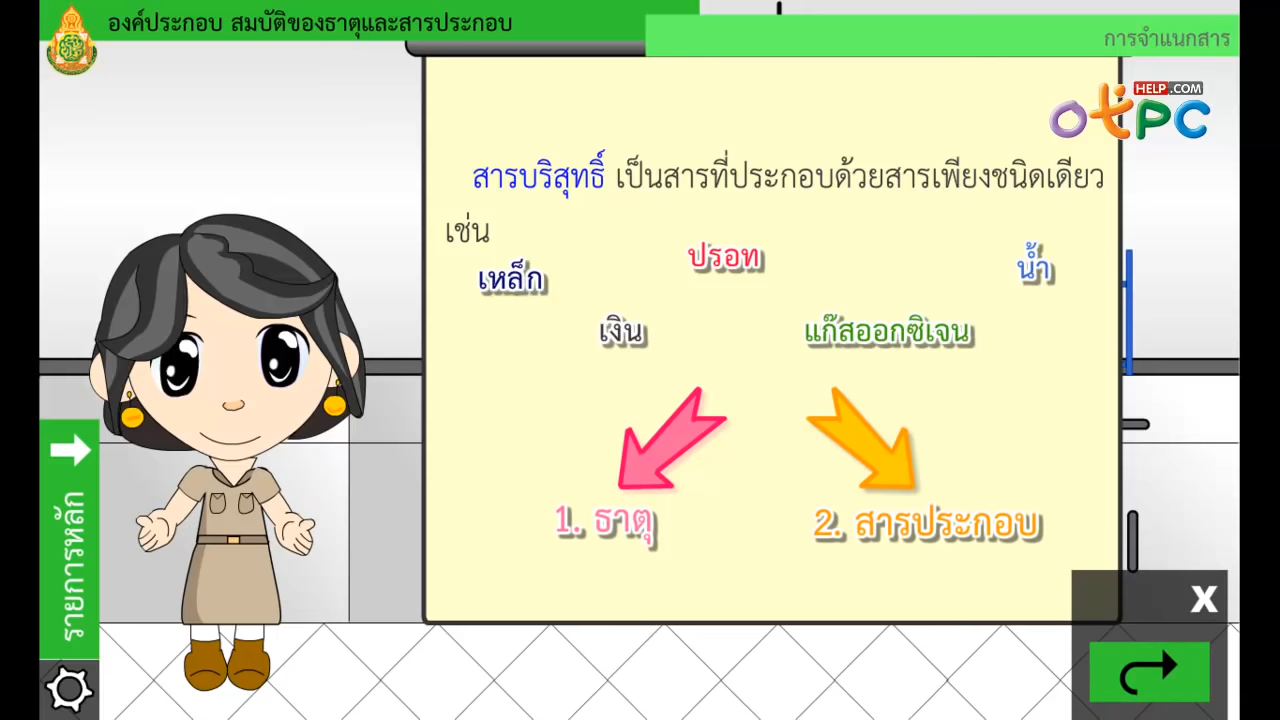 องค์ประกอบ สมบัติของธาตุและสารประกอบ
การจำแนกสาร
HELP.COM
OTPC
สารบริสุทธิ์ เป็นสารที่ประกอบด้วยสารเพียงชนิดเดียว
เช่น
เหล็ก
ปรอท
น้ำ
เงิน
แก๊สออกซิเจน
1. ธาตุ
2. สารประกอบ
รายการหลัก
X